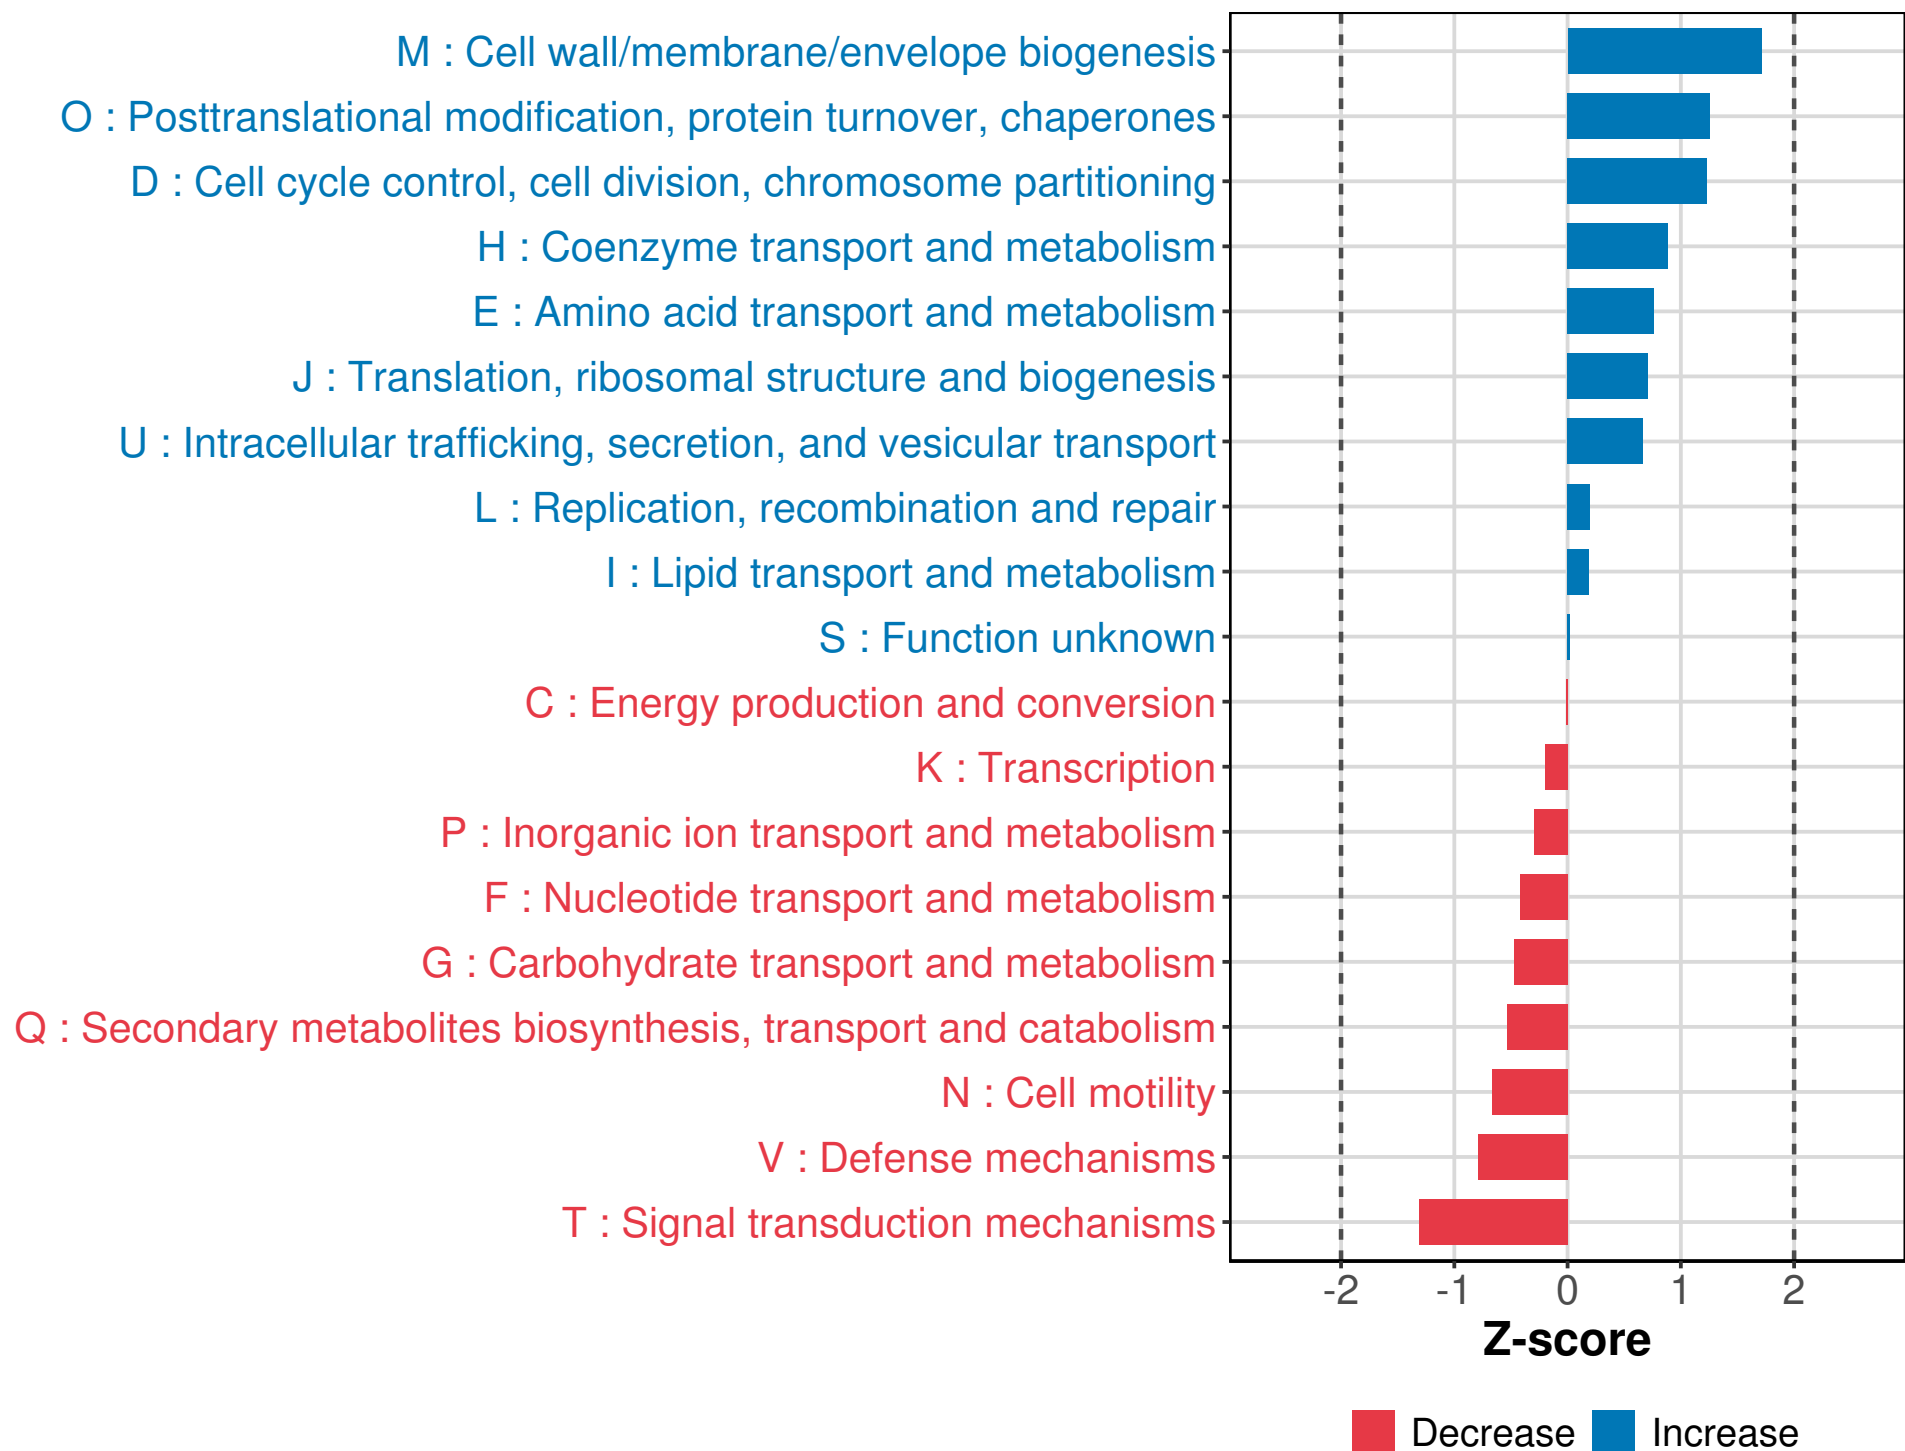 M : Cell wall/membrane/envelope biogenesis
O : Posttranslational modification, protein turnover, chaperones
D : Cell cycle control, cell division, chromosome partitioning
H : Coenzyme transport and metabolism
E : Amino acid transport and metabolism
J : Translation, ribosomal structure and biogenesis
U : Intracellular trafficking, secretion, and vesicular transport
L : Replication, recombination and repair
I : Lipid transport and metabolism
S : Function unknown
C : Energy production and conversion
K : Transcription
P : Inorganic ion transport and metabolism
F : Nucleotide transport and metabolism
G : Carbohydrate transport and metabolism
Q : Secondary metabolites biosynthesis, transport and catabolism
N : Cell motility
V : Defense mechanisms
T : Signal transduction mechanisms
-2 -1 0 1 2
Z-score
Decrease Increase